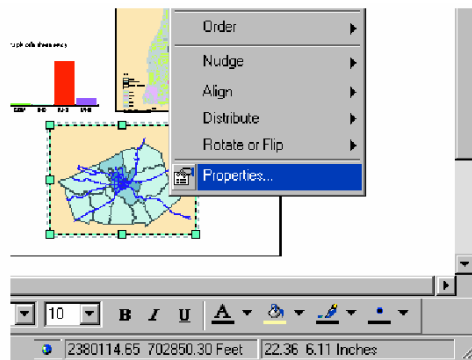 Order
Nudge
Align
Distribute
Rotate or Flip
Properties...
10 B I U A
2380114.65 702850.30 Feet 22.36 6.11 Inches